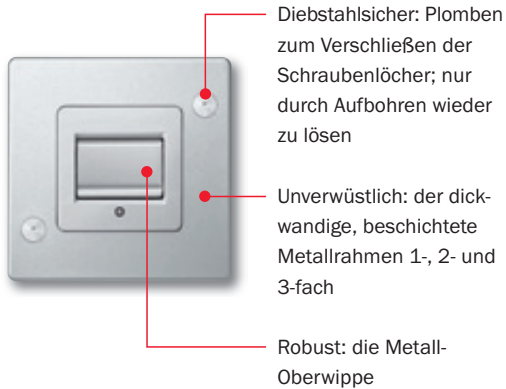 Diebstahlsicher: Plomben
zum Verschließen der
Schraubenlöcher; nur
durch Aufbohren wieder
zu lösen
Unverwüstlich: der dick-
wandige, beschichtete
Metallrahmen 1-, 2- und
3-fach
Robust: die Metall-
Oberwippe